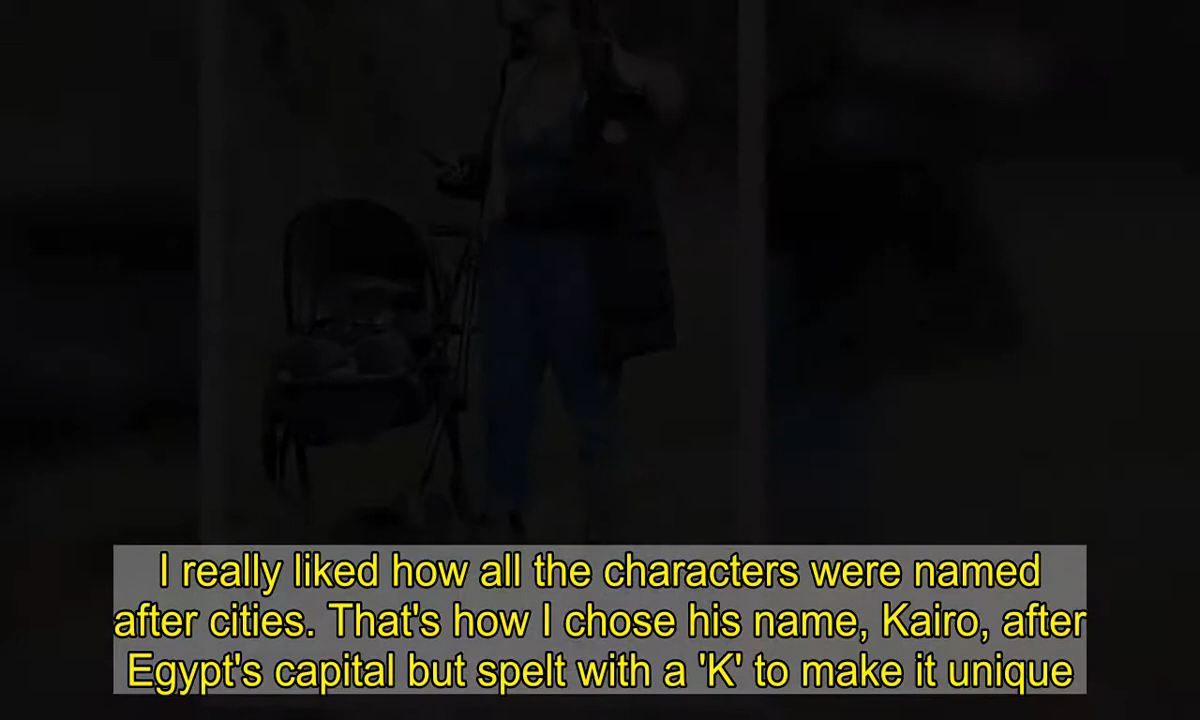 I really liked how all the characters were named
after cities. That's how I chose his name, Kairo, after
Egypt's capital but spelt with a 'K' to make it unique